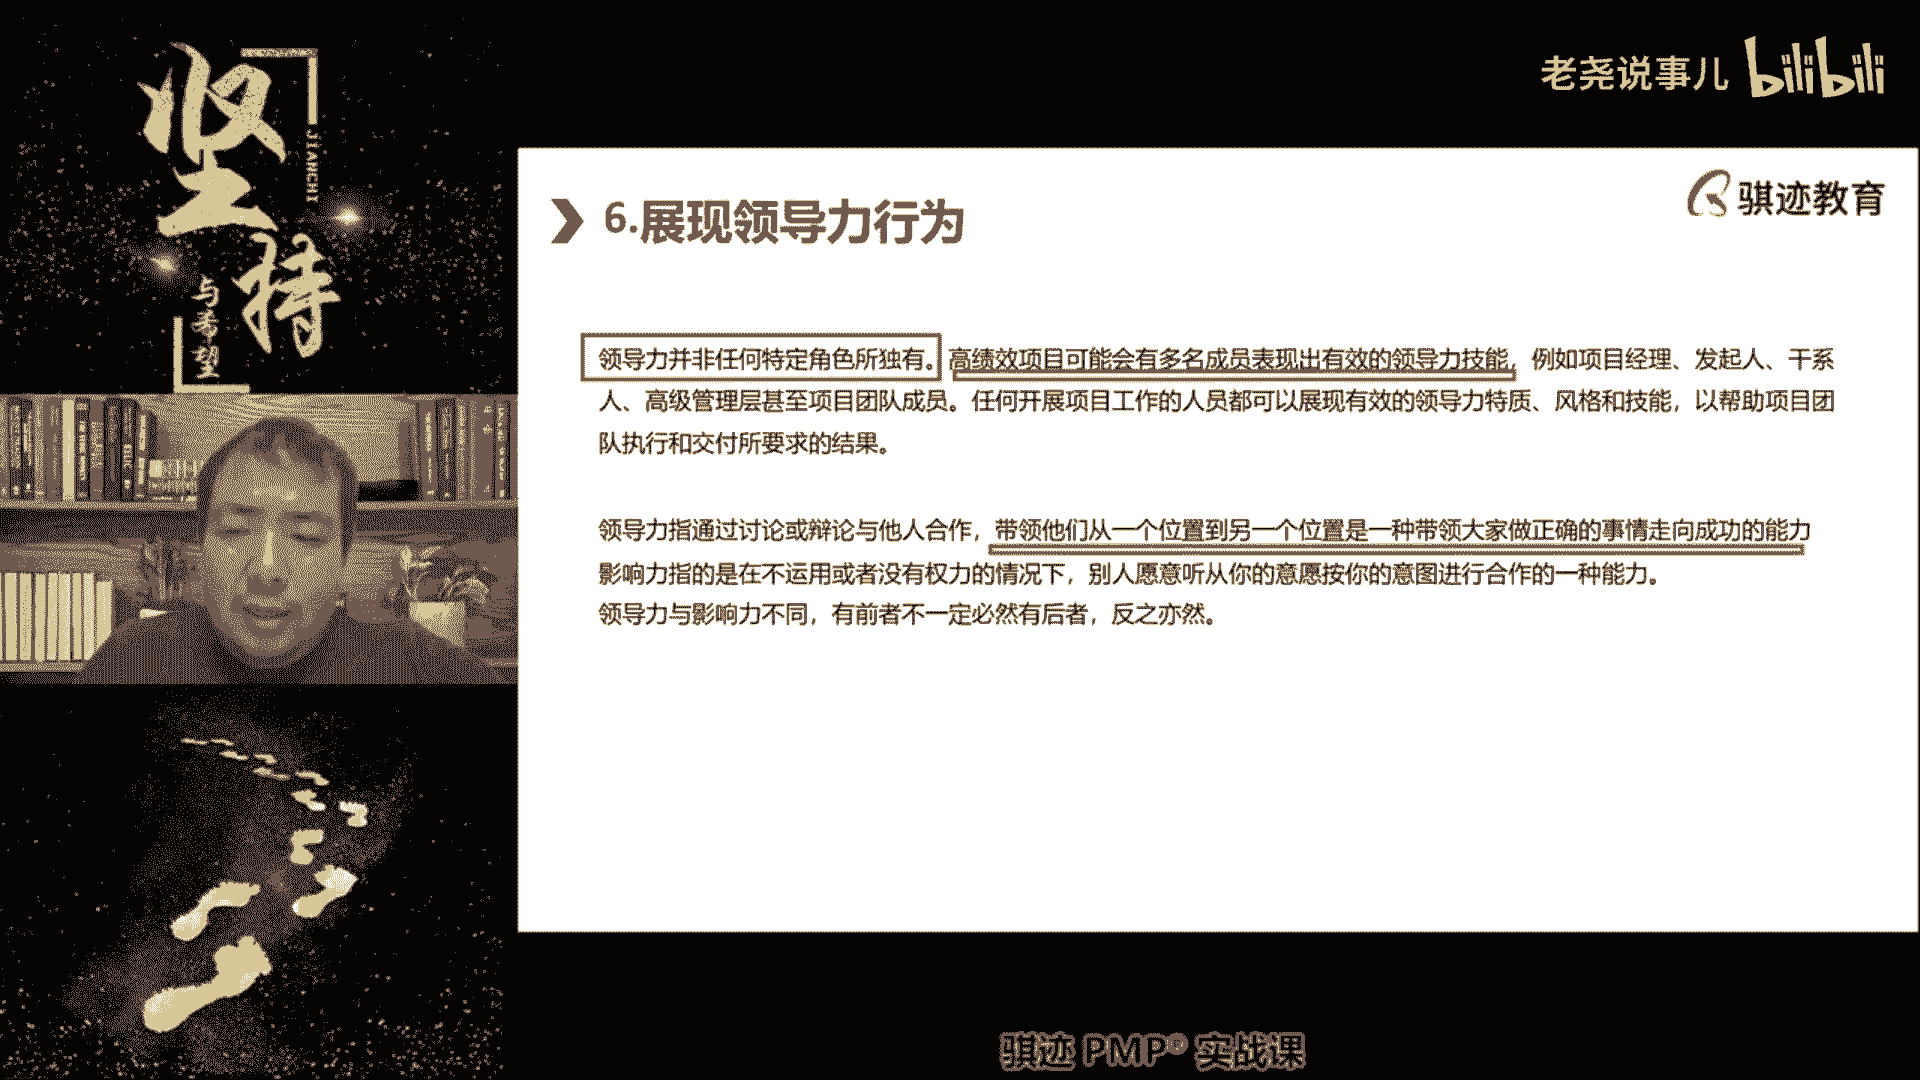 坚持
JIANCHI
与希望
老尧说事儿 bilibili
骐迹教育
6.展现领导力行为
领导力并非任何特定角色所独有。高绩效项目可能会有多名成员表现出有效的领导力技能，例如项目经理、发起人、干系
人、高级管理层甚至项目团队成员。任何开展项目工作的人员都可以展现有效的领导力特质、风格和技能，以帮助项目团
队执行和交付所要求的结果。
领导力指通过讨论或辩论与他人合作，带领他们从一个位置到另一个位置是一种带领大家做正确的事情走向成功的能力
影响力指的是在不运用或者没有权力的情况下，别人愿意听从你的意愿按你的意图进行合作的一种能力。
领导力与影响力不同，有前者不一定必然有后者，反之亦然。
骐迹 PMP® 实战课